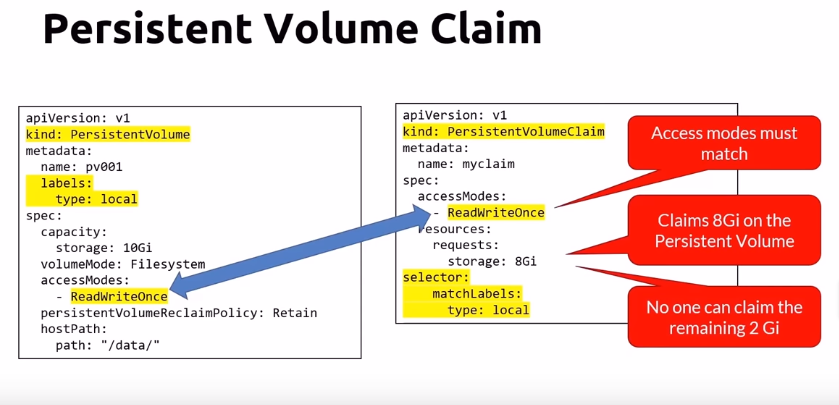 Persistent Volume Claim
apiVersion: v1
kind: PersistentVolume
metadata:
  name: pv001
  labels:
    type: local
spec:
  capacity:
    storage: 10Gi
  volumeMode: Filesystem
  accessModes:
    - ReadWriteOnce
  persistentVolumeReclaimPolicy: Retain
  hostPath:
    path: "/data/"
apiVersion: v1
kind: PersistentVolumeClaim
metadata:
  name: myclaim
spec:
  accessModes:
    - ReadWriteOnce
  resources:
    requests:
      storage: 8Gi
selector:
    matchLabels:
      type: local
Access modes must
match
Claims 8Gi on the
Persistent Volume
No one can claim the
remaining 2 Gi